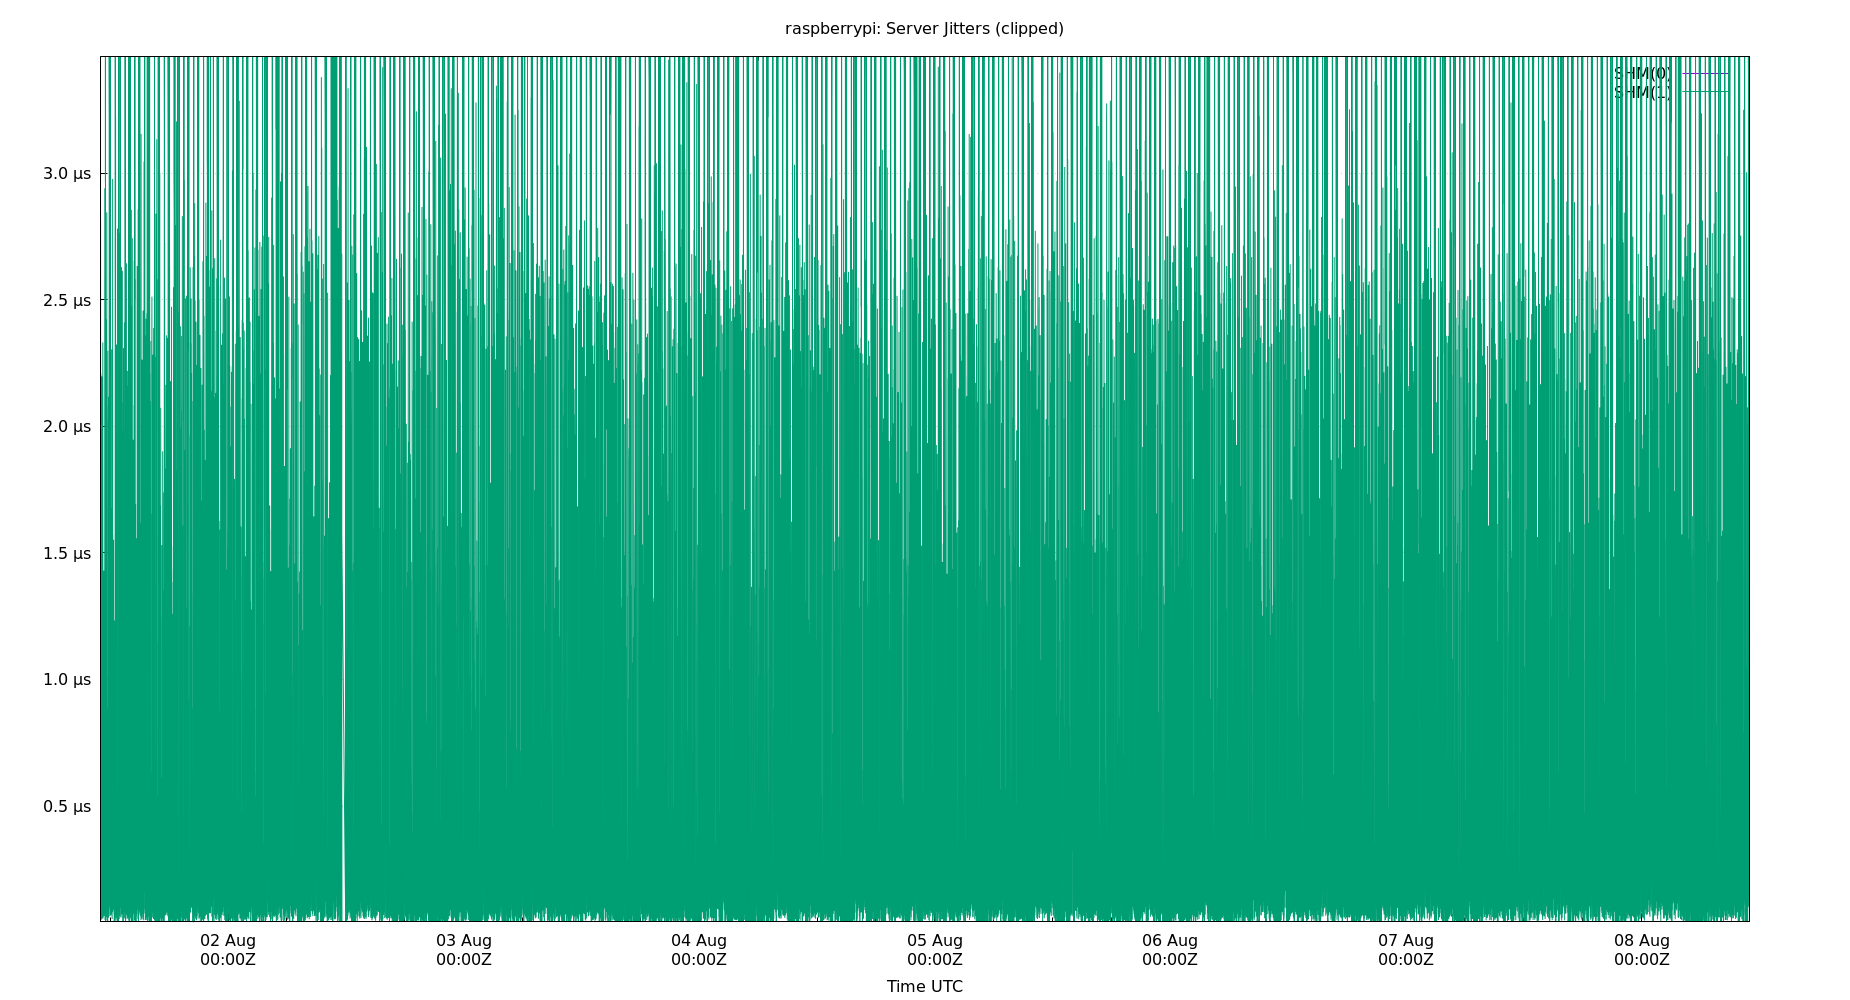 raspberrypi: Server Jitters (clipped)
SHM(0)
SHM(1)
3.0 µs
2.5 µs
2.0 µs
1.5 µs
1.0 µs
0.5 µs
02 Aug 03 Aug 04 Aug 05 Aug 06 Aug 07 Aug 08 Aug
00:00Z 00:00Z 00:00Z 00:00Z 00:00Z 00:00Z 00:00Z
Time UTC